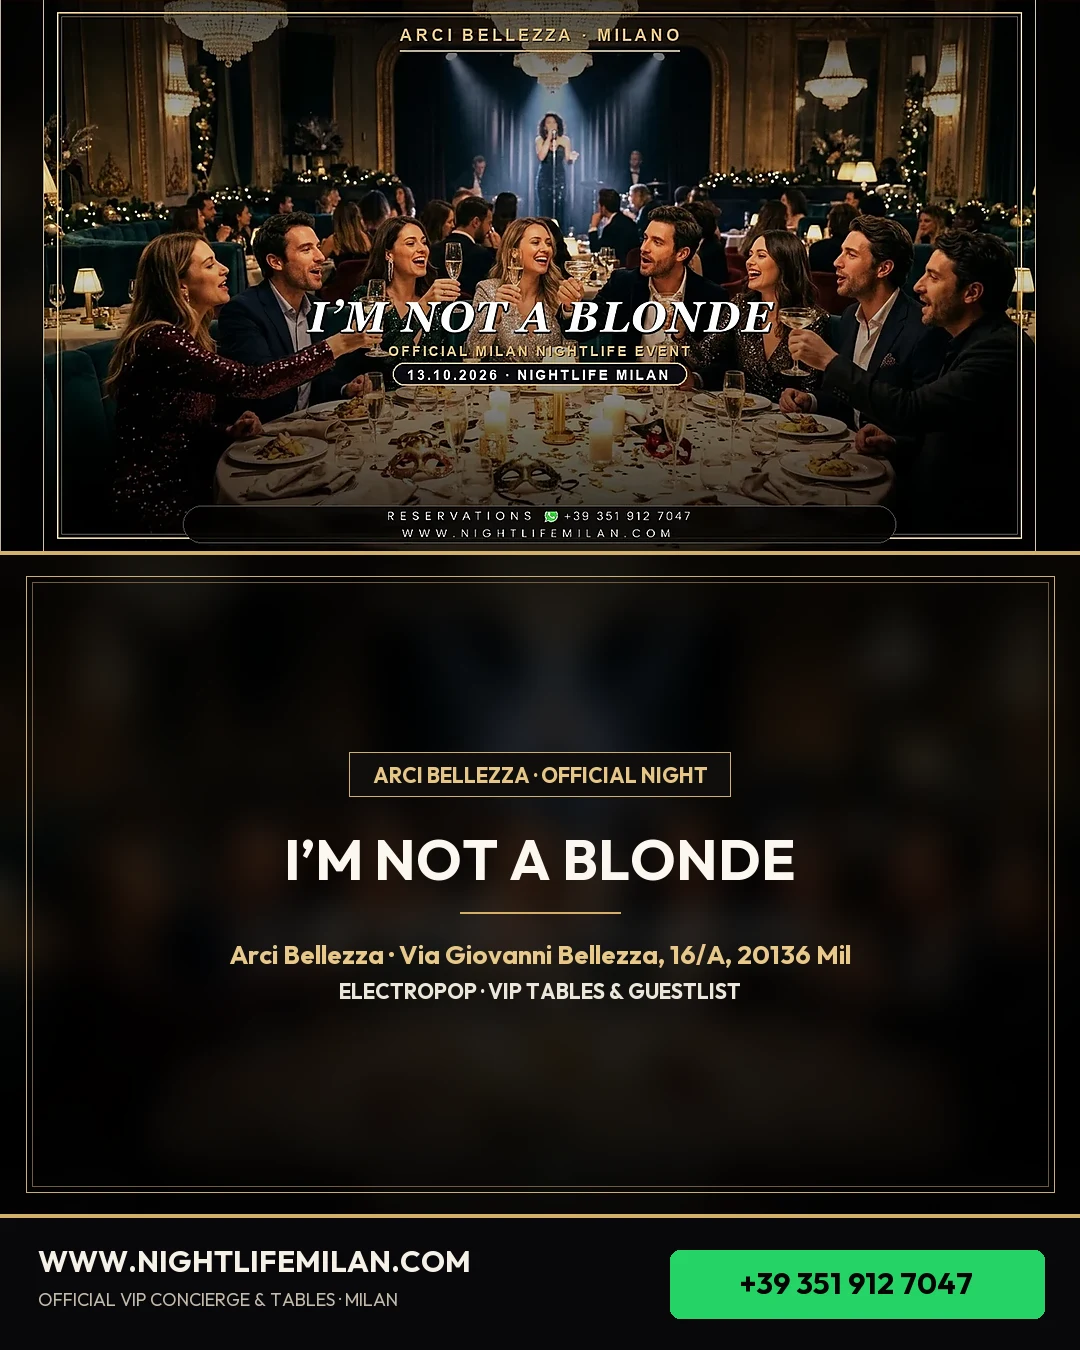 ARCI BELLEZZA · MILANO
I'M NOT A BLONDE
OFFICIAL MILAN NIGHTLIFE EVENT
13.10.2026 · NIGHTLIFE MILAN
RESERVATIONS +39 351 912 7047
WWW.NIGHTLIFEMILAN.COM
ARCI BELLEZZA · OFFICIAL NIGHT
I'M NOT A BLONDE
Arci Bellezza · Via Giovanni Bellezza, 16/A, 20136 Mil
ELECTROPOP · VIP TABLES & GUESTLIST
WWW.NIGHTLIFEMILAN.COM
OFFICIAL VIP CONCIERGE & TABLES · MILAN
+39 351 912 7047